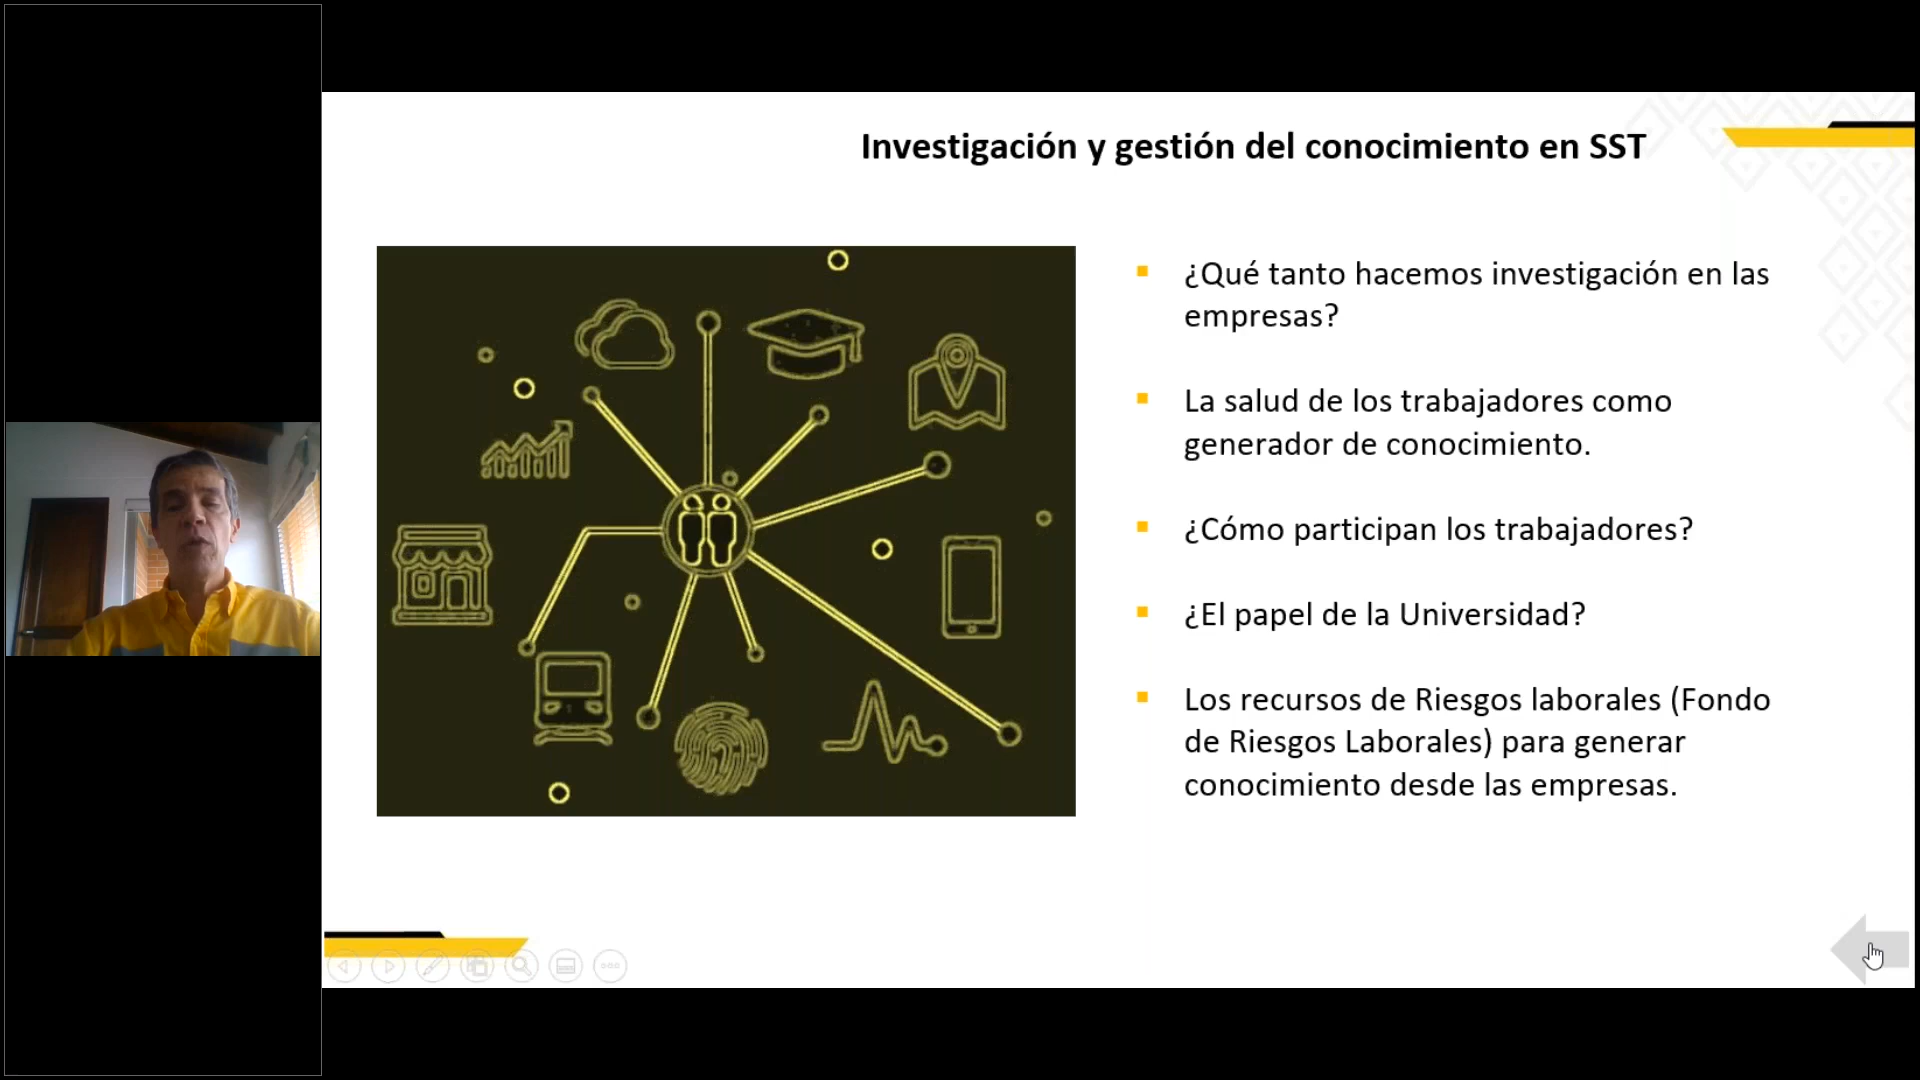 Investigación y gestión del conocimiento en SST
¿Qué tanto hacemos investigación en las
empresas?
La salud de los trabajadores como
generador de conocimiento.
¿Cómo participan los trabajadores?
¿El papel de la Universidad?
Los recursos de Riesgos laborales (Fondo
de Riesgos Laborales) para generar
conocimiento desde las empresas.